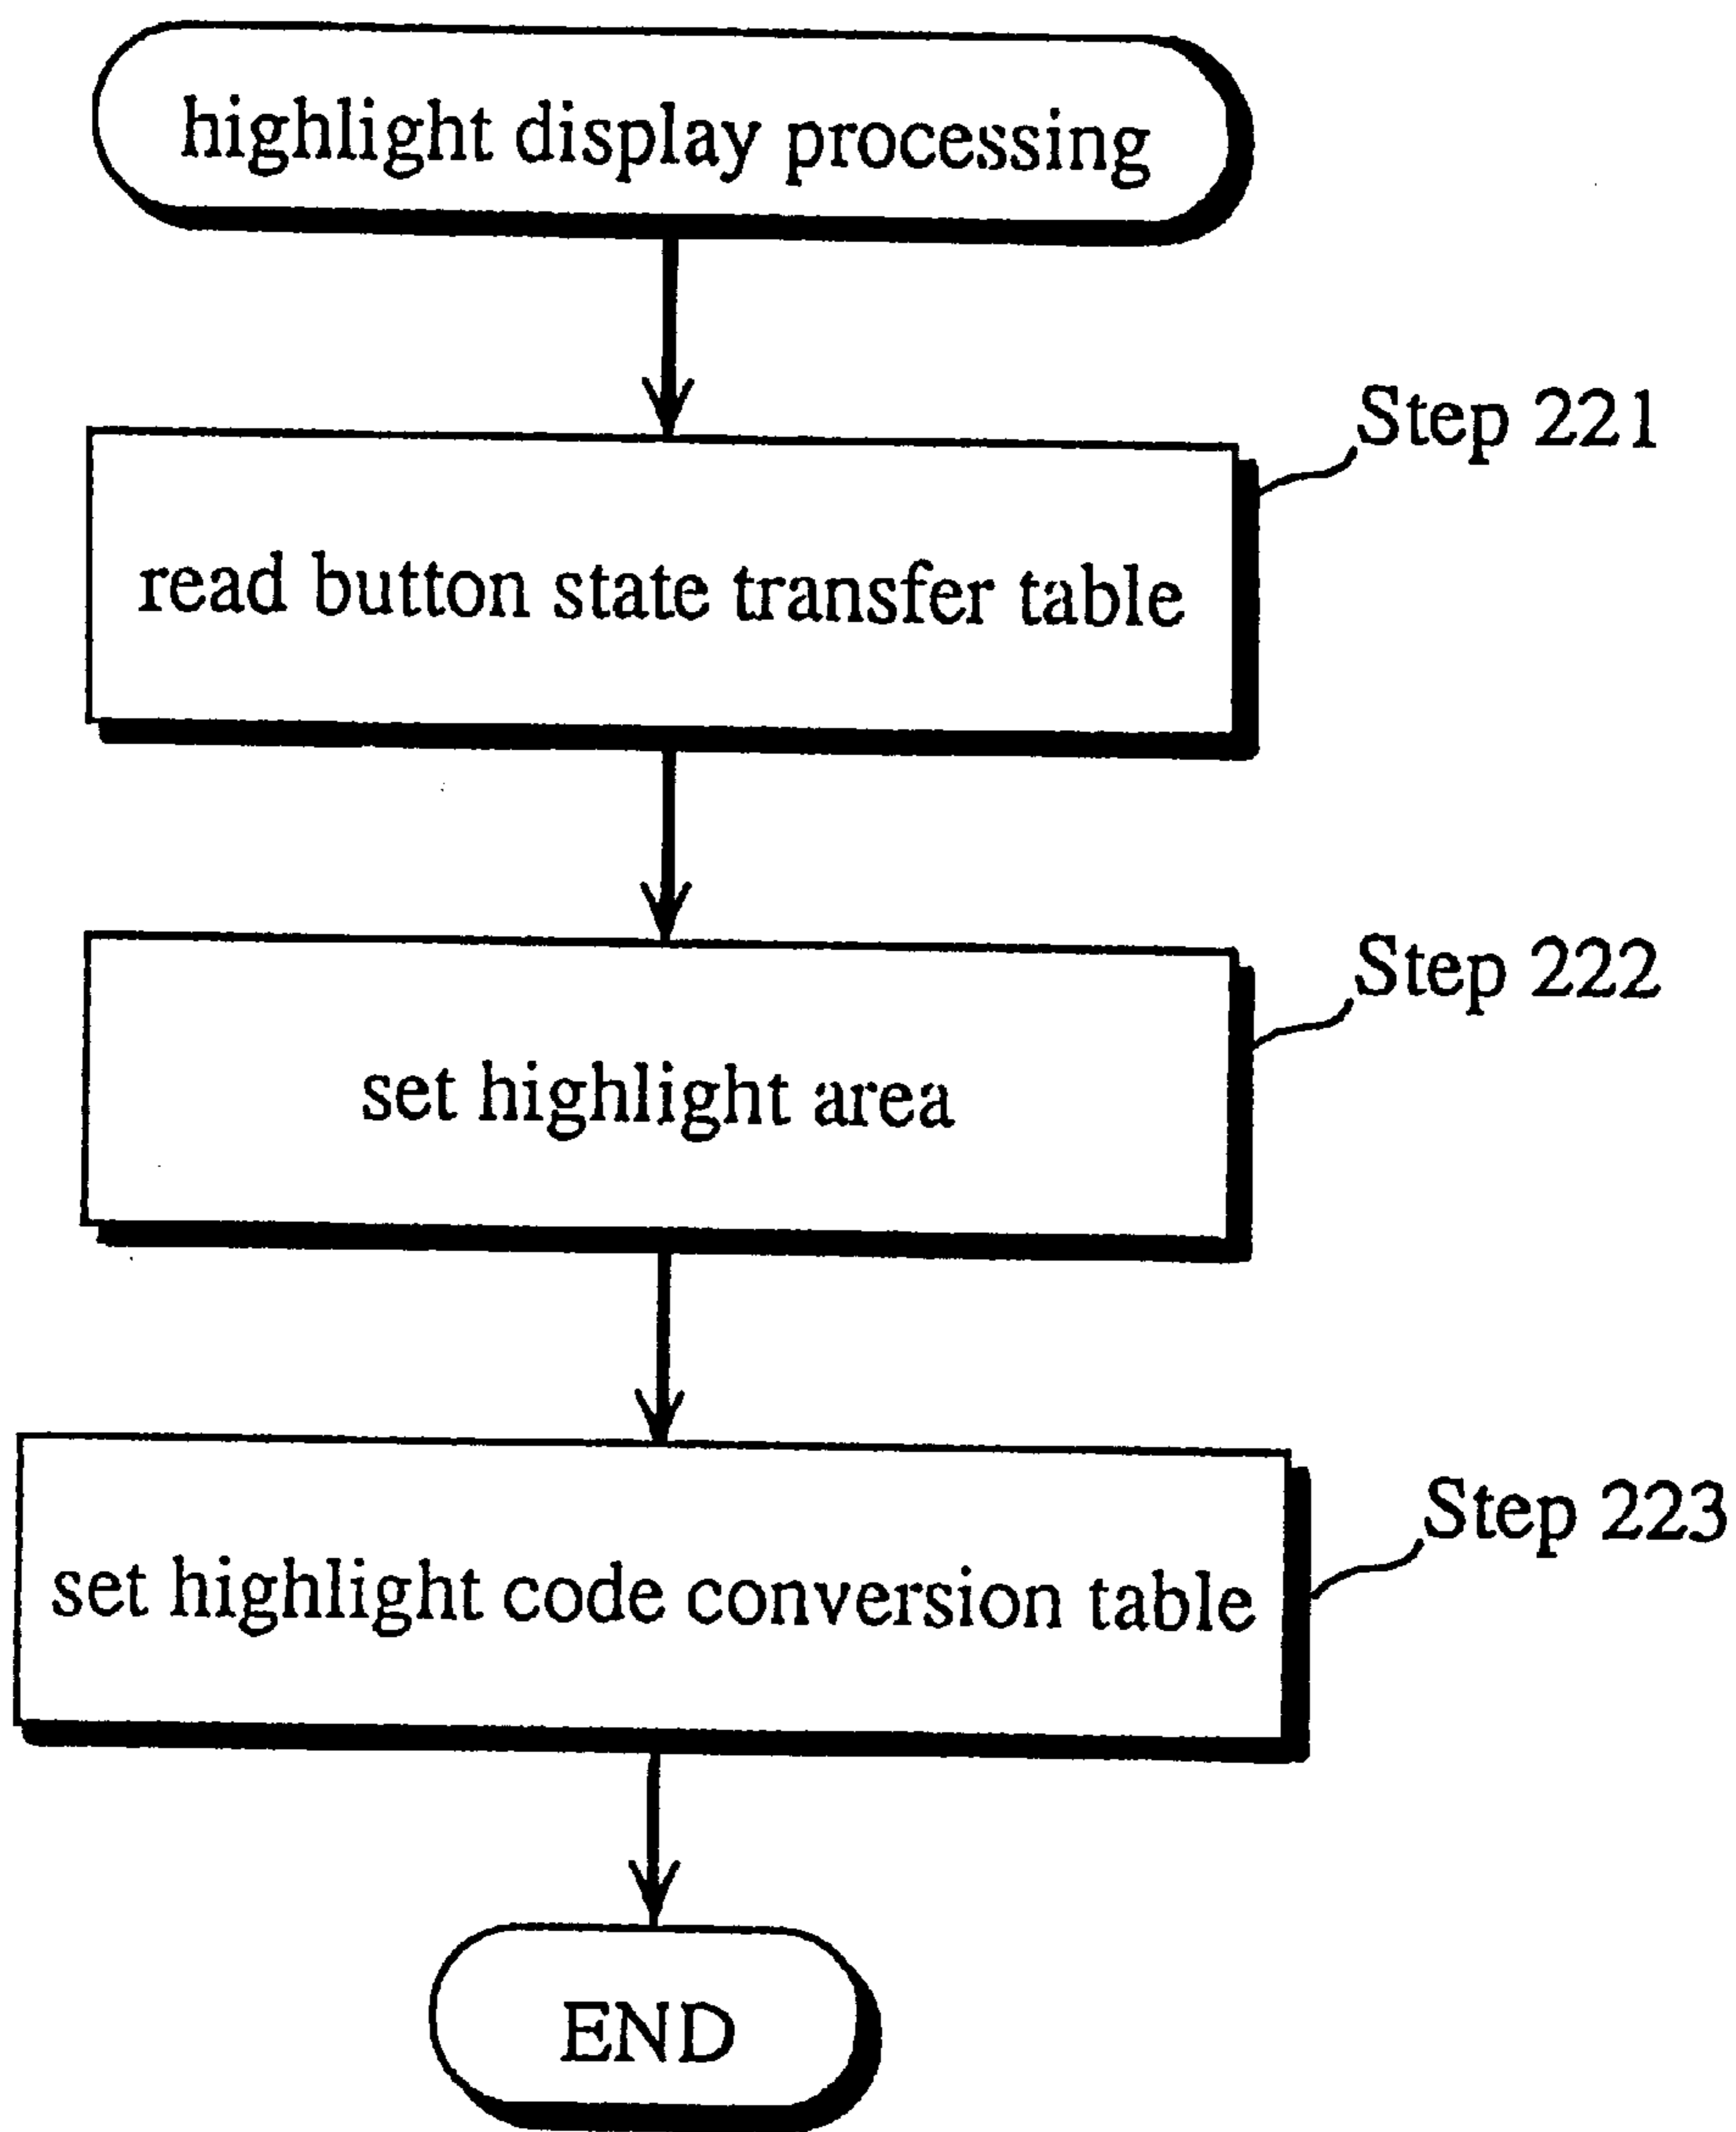 highlight display processing
Step 221
read button state transfer table
Step 222
set highlight area
Step 223
set highlight code conversion table
END